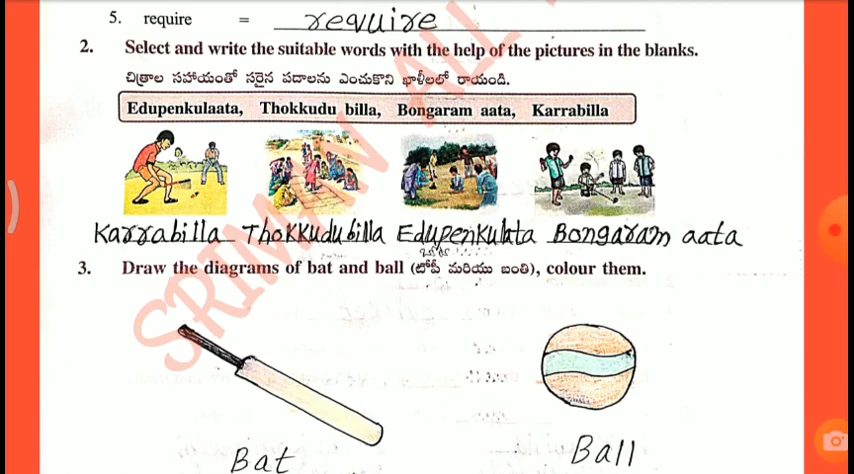 5. require = require
2. Select and write the suitable words with the help of the pictures in the blanks.
చిత్రాల సహాయంతో సరైన పదాలను ఎంచుకొని ఖాళీలలో రాయండి.
Edupenkulaata, Thokkudu billa, Bongaram aata, Karrabilla
Karrabilla Thokkudubilla Edupenkulata Bongaram aata
3. Draw the diagrams of bat and ball (టోపీ మరియు బంతి), colour them.
Bat Ball
SRIMAN ALL